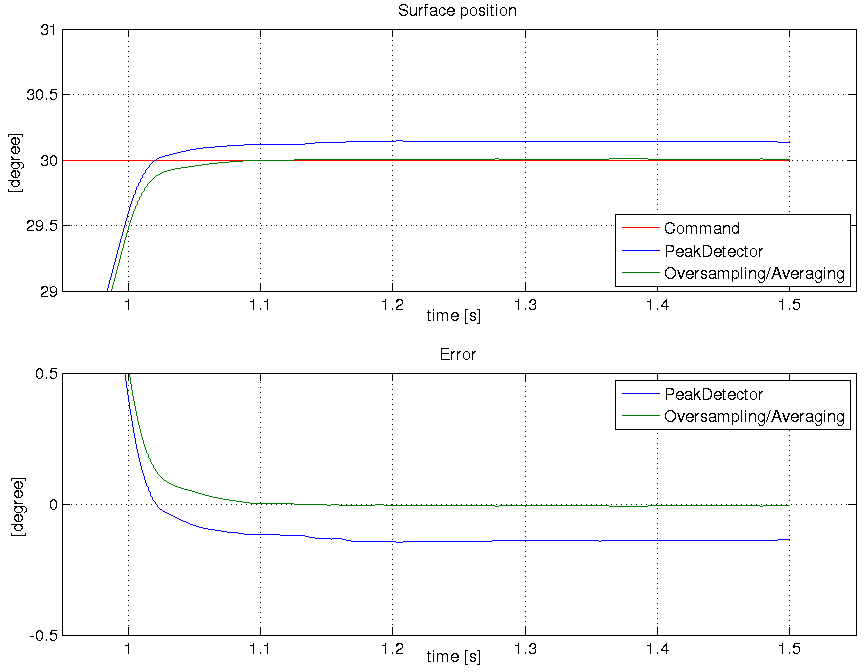 Surface position
31
30.5
30
29.5
29
[degree]
Command
PeakDetector
Oversampling/Averaging
1 1.1 1.2 1.3 1.4 1.5
time [s]
Error
0.5
0
-0.5
[degree]
PeakDetector
Oversampling/Averaging
1 1.1 1.2 1.3 1.4 1.5
time [s]